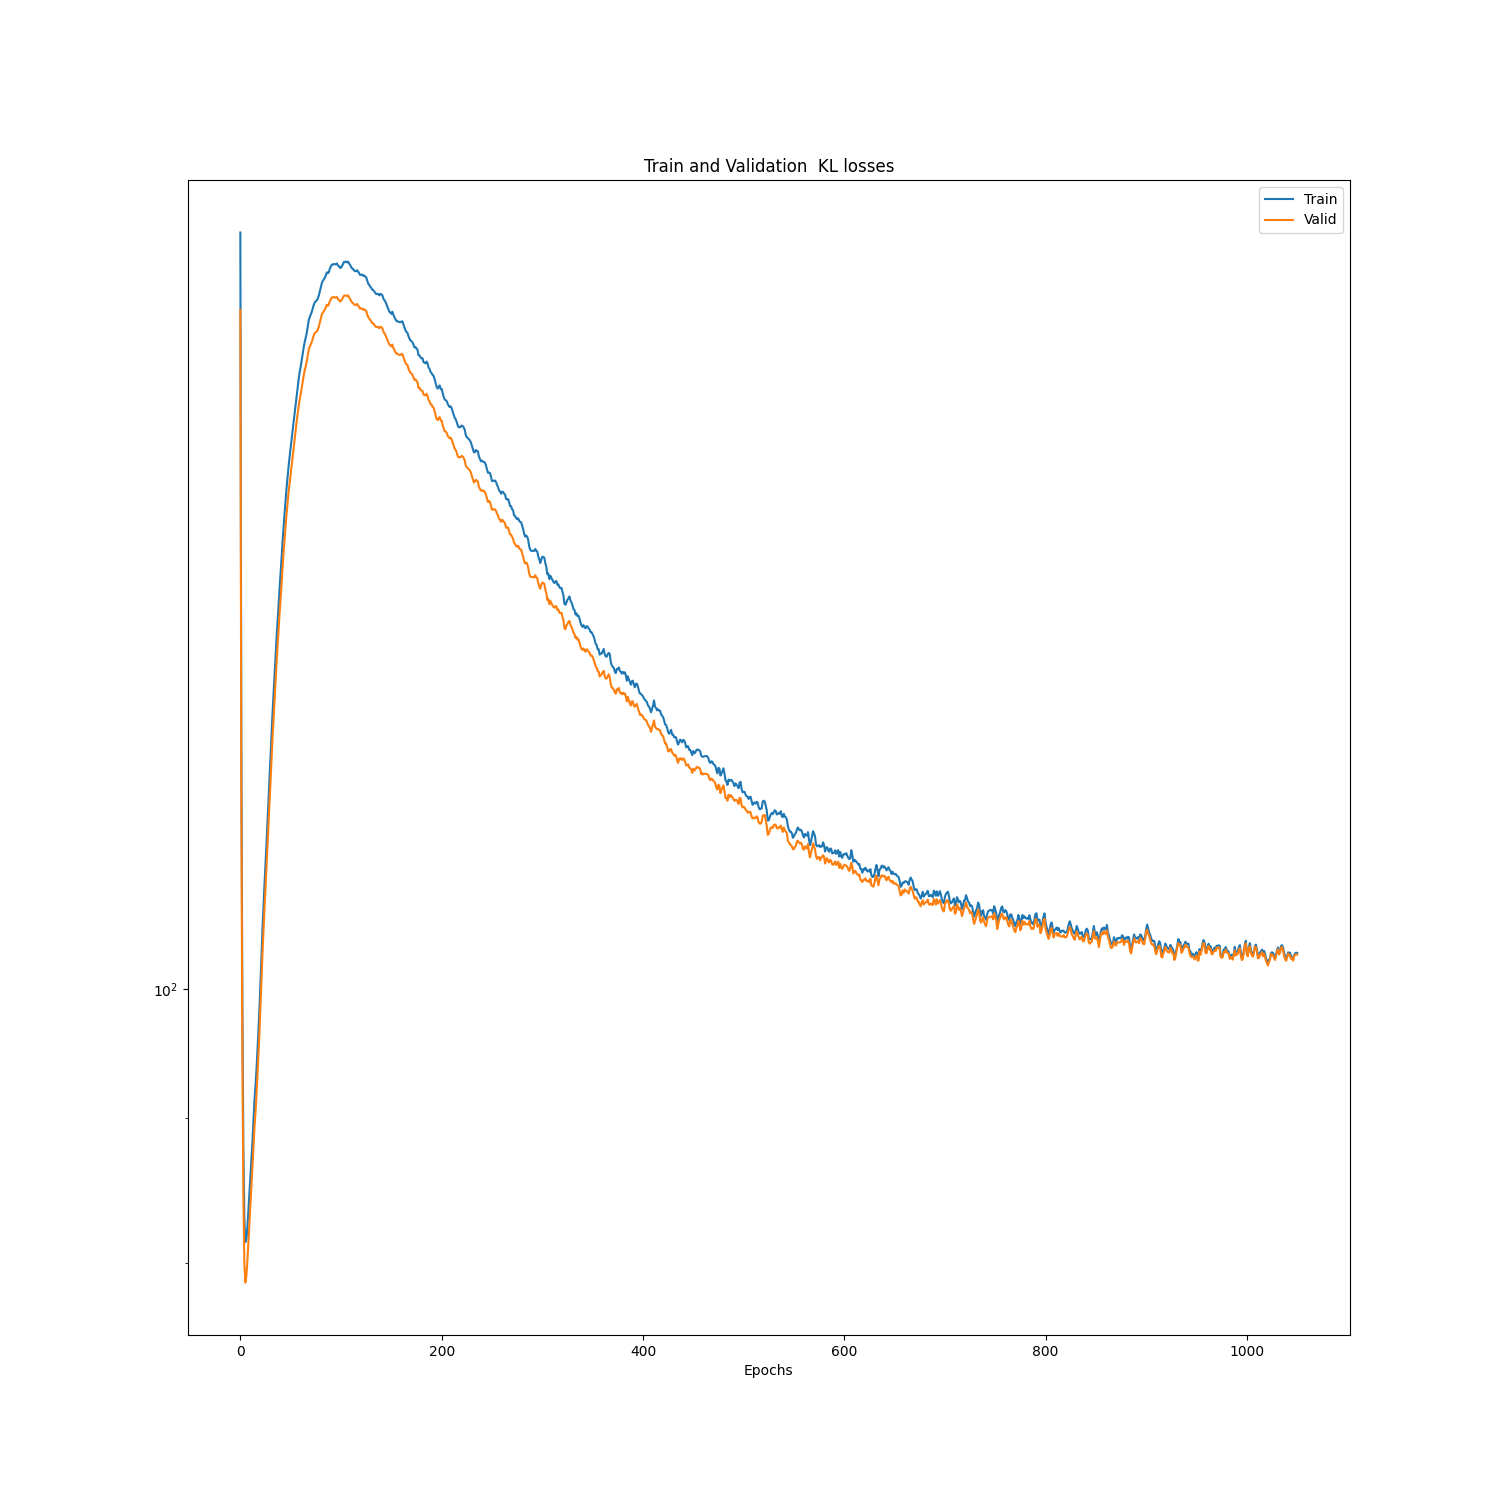 Train and Validation  KL losses
Train
Valid
10²
0 200 400 600 800 1000
Epochs